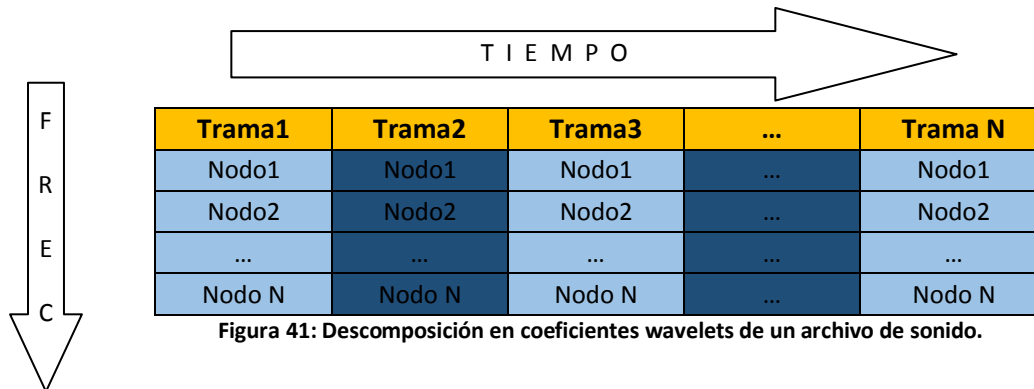 T I E M P O
F
R
E
C
Trama1 Trama2 Trama3 ... Trama N
Nodo1 Nodo1 Nodo1 ... Nodo1
Nodo2 Nodo2 Nodo2 ... Nodo2
... ... ... ... ...
Nodo N Nodo N Nodo N ... Nodo N
Figura 41: Descomposición en coeficientes wavelets de un archivo de sonido.